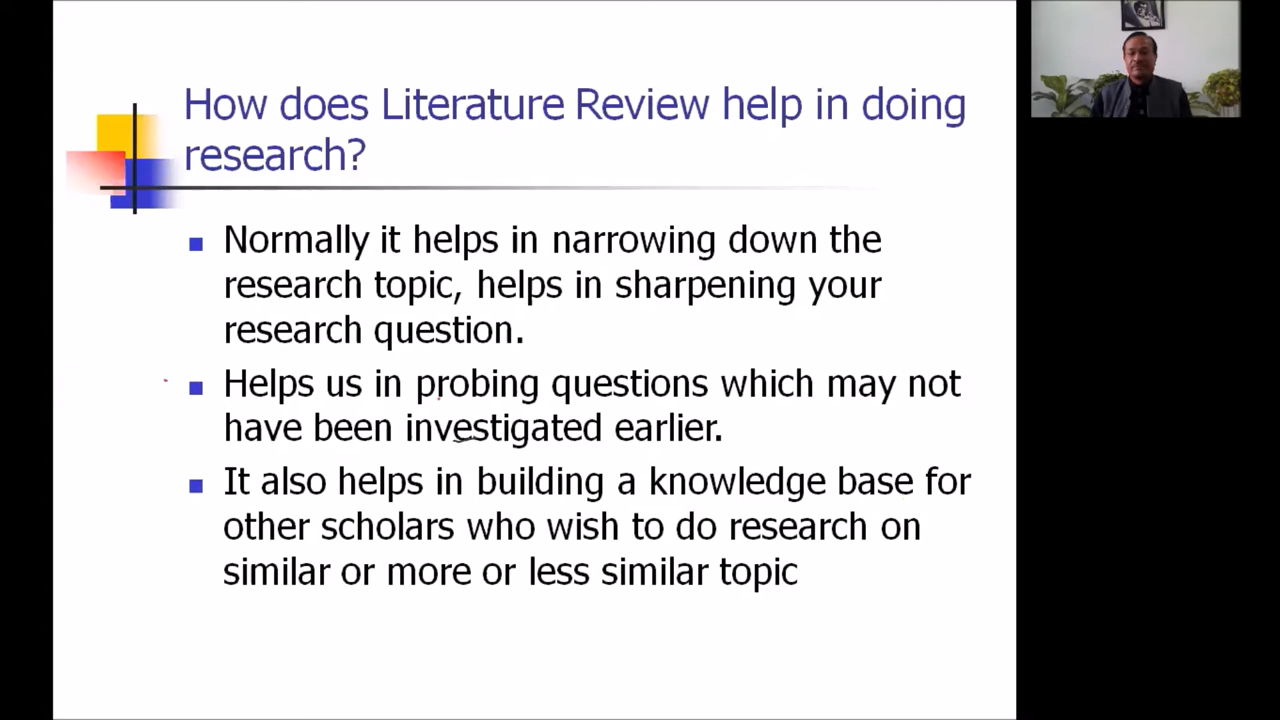 How does Literature Review help in doing
research?
Normally it helps in narrowing down the
research topic, helps in sharpening your
research question.
Helps us in probing questions which may not
have been investigated earlier.
It also helps in building a knowledge base for
other scholars who wish to do research on
similar or more or less similar topic